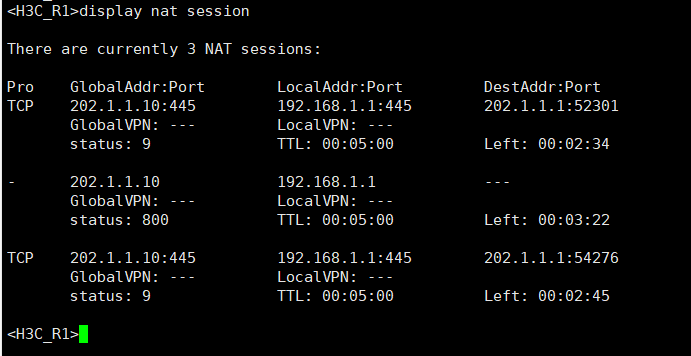 <H3C_R1>display nat session
There are currently 3 NAT sessions:
Pro GlobalAddr:Port LocalAddr:Port DestAddr:Port
TCP 202.1.1.10:445 192.168.1.1:445 202.1.1.1:52301
GlobalVPN: --- LocalVPN: ---
status: 9 TTL: 00:05:00 Left: 00:02:34
- 202.1.1.10 192.168.1.1 ---
GlobalVPN: --- LocalVPN: ---
status: 800 TTL: 00:05:00 Left: 00:03:22
TCP 202.1.1.10:445 192.168.1.1:445 202.1.1.1:54276
GlobalVPN: --- LocalVPN: ---
status: 9 TTL: 00:05:00 Left: 00:02:45
<H3C_R1>